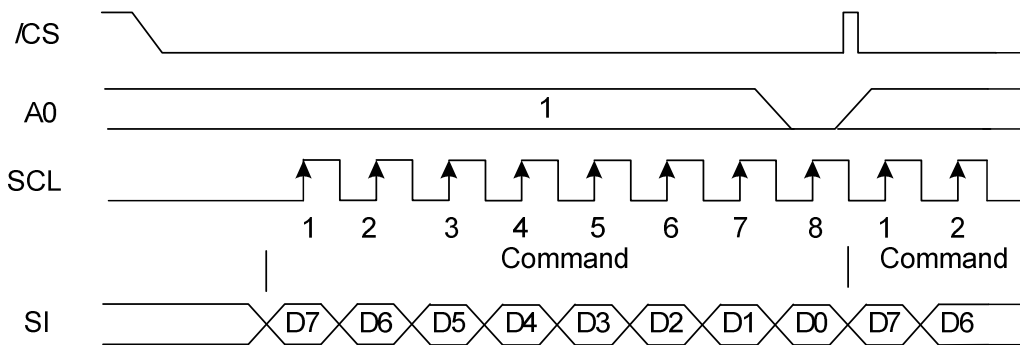 /CS
A0 1
SCL
1 2 3 4 5 6 7 8 1 2
Command Command
SI D7 D6 D5 D4 D3 D2 D1 D0 D7 D6